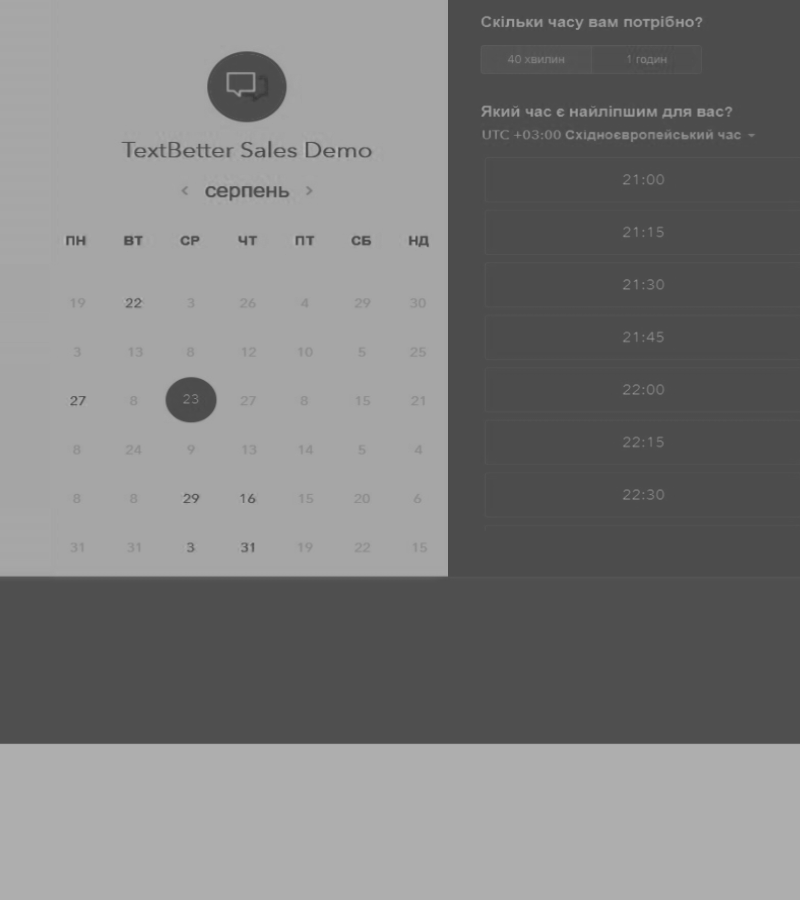 TextBetter Sales Demo
‹ серпень ›
ПН ВТ СР ЧТ ПТ СБ НД
19 22 3 26 4 29 30
3 13 8 12 10 5 25
27 8 23 27 8 15 21
8 24 9 13 14 5 4
8 8 29 16 15 20 6
31 31 3 31 19 22 15
Скільки часу вам потрібно?
40 хвилин 1 годин
Який час є найліпшим для вас?
UTC +03:00 Східноєвропейський час
21:00
21:15
21:30
21:45
22:00
22:15
22:30